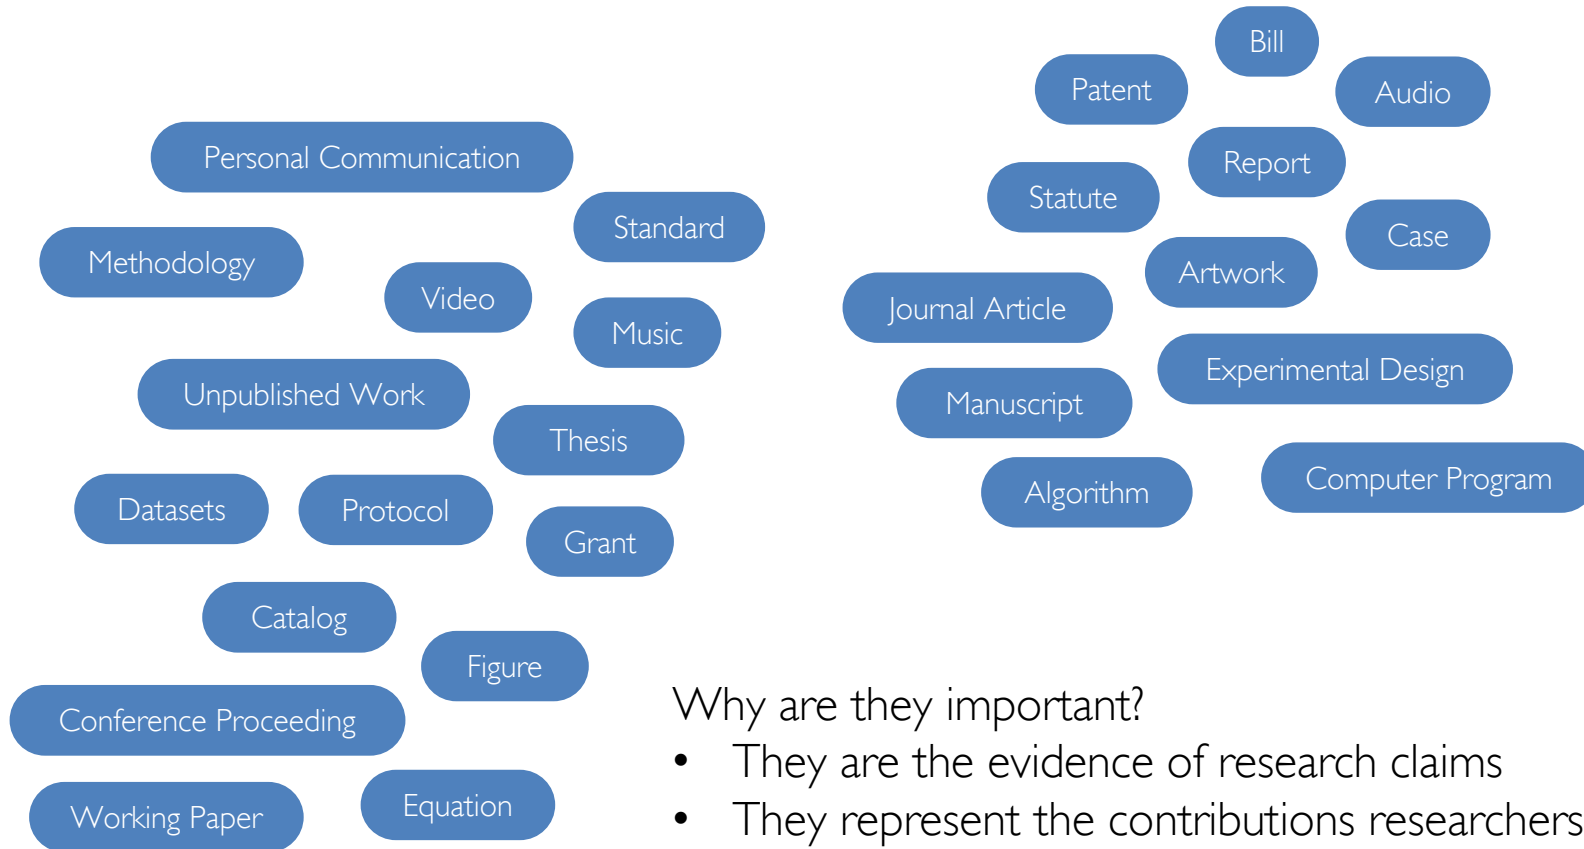 Bill
Patent
Audio
Personal Communication
Report
Statute
Standard
Case
Methodology
Artwork
Video
Journal Article
Music
Experimental Design
Unpublished Work
Manuscript
Thesis
Computer Program
Algorithm
Datasets
Protocol
Grant
Catalog
Figure
Why are they important?
Conference Proceeding
• They are the evidence of research claims
Equation
Working Paper
• They represent the contributions researchers